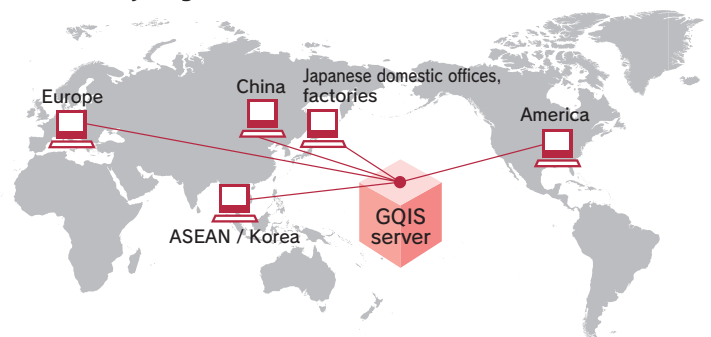 Europe
China
Japanese domestic offices,
factories
America
ASEAN / Korea
GQIS
server